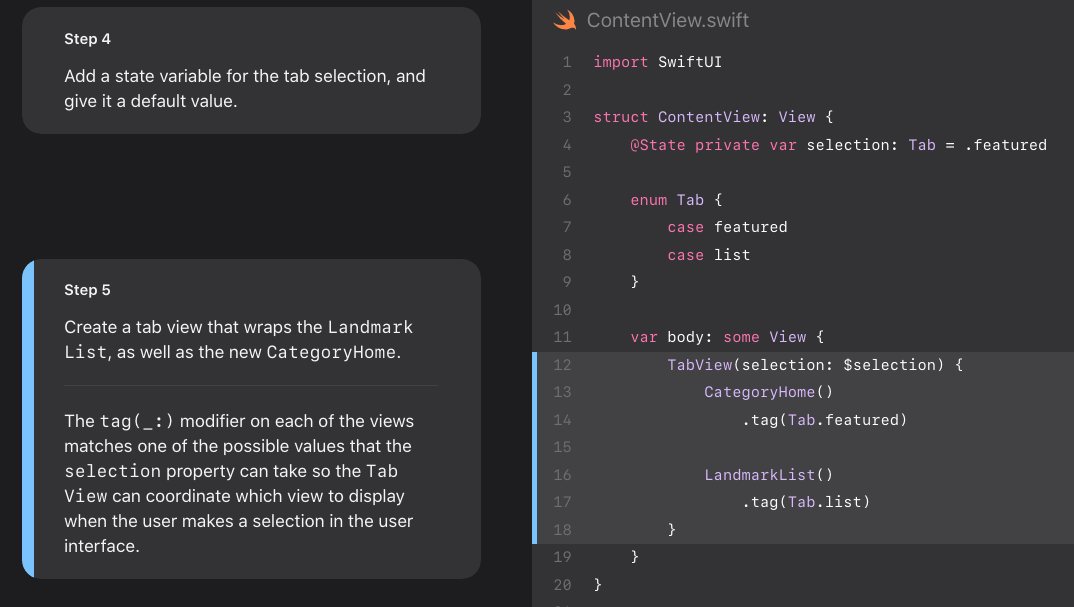 Step 4
Add a state variable for the tab selection, and
give it a default value.
Step 5
Create a tab view that wraps the Landmark
List, as well as the new CategoryHome.
The tag(_:) modifier on each of the views
matches one of the possible values that the
selection property can take so the Tab
View can coordinate which view to display
when the user makes a selection in the user
interface.
ContentView.swift
1 import SwiftUI
2
3 struct ContentView: View {
4     @State private var selection: Tab = .featured
5
6     enum Tab {
7         case featured
8         case list
9     }
10
11     var body: some View {
12         TabView(selection: $selection) {
13             CategoryHome()
14                 .tag(Tab.featured)
15
16             LandmarkList()
17                 .tag(Tab.list)
18         }
19     }
20 }